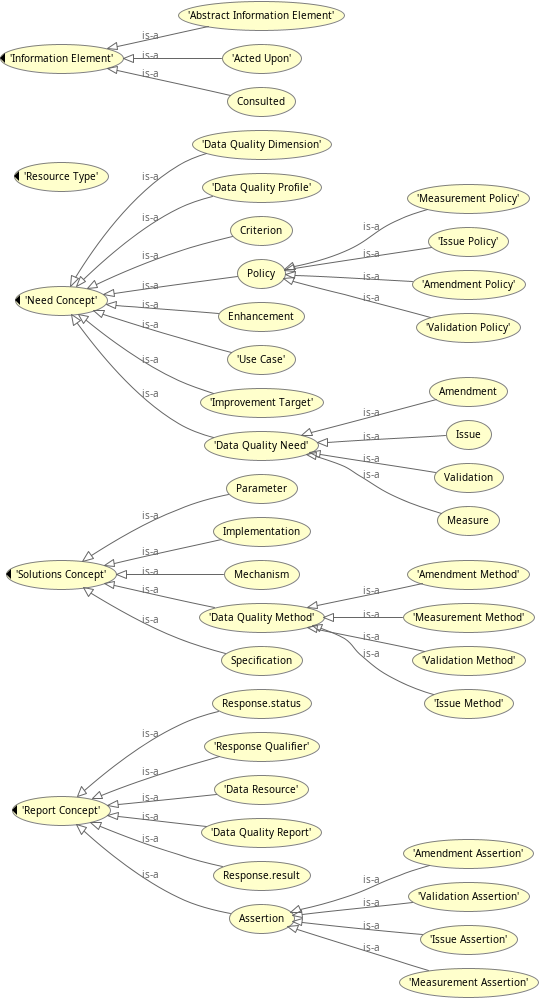 'Abstract Information Element'
is-a
'Information Element'
is-a
'Acted Upon'
is-a
Consulted
'Data Quality Dimension'
'Resource Type'
is-a
'Data Quality Profile'
'Measurement Policy'
is-a
Criterion
is-a
'Issue Policy'
is-a
is-a
Policy
is-a
'Amendment Policy'
is-a
'Need Concept'
is-a
is-a
Enhancement
'Validation Policy'
is-a
'Use Case'
is-a
'Improvement Target'
Amendment
is-a
is-a
'Data Quality Need'
is-a
Issue
is-a
Validation
is-a
Parameter
Measure
is-a
Implementation
is-a
'Solutions Concept'
is-a
Mechanism
'Amendment Method'
is-a
is-a
'Data Quality Method'
is-a
'Measurement Method'
is-a
is-a
Specification
is-a
'Validation Method'
Response.status
'Issue Method'
is-a
'Response Qualifier'
is-a
'Data Resource'
is-a
'Report Concept'
is-a
'Data Quality Report'
is-a
'Amendment Assertion'
is-a
Response.result
is-a
'Validation Assertion'
is-a
Assertion
is-a
'Issue Assertion'
is-a
'Measurement Assertion'